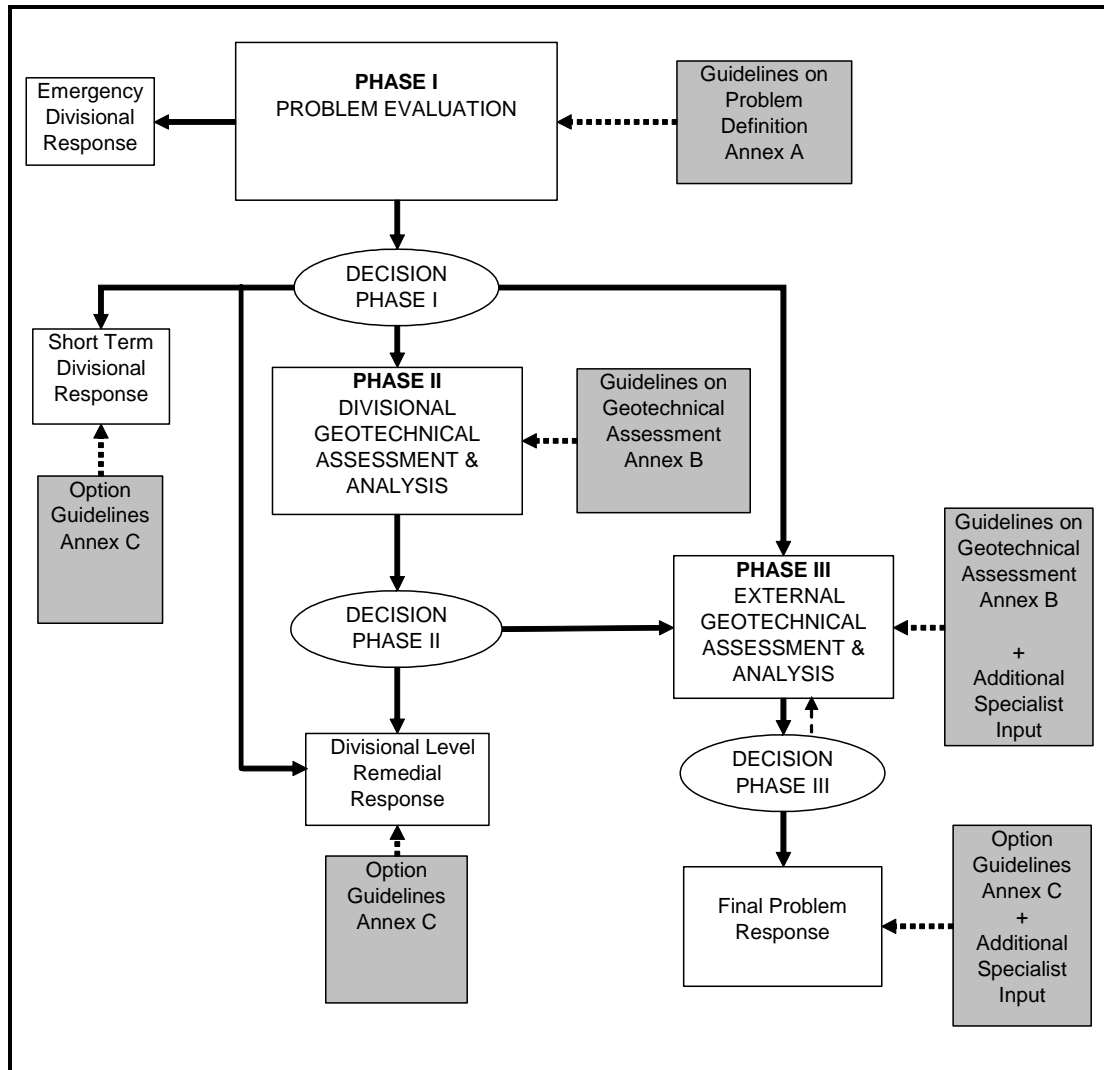 PHASE I
PROBLEM EVALUATION
Emergency
Divisional
Response
Guidelines on
Problem
Definition
Annex A
DECISION
PHASE I
Short Term
Divisional
Response
PHASE II
DIVISIONAL
GEOTECHNICAL
ASSESSMENT &
ANALYSIS
Guidelines on
Geotechnical
Assessment
Annex B
Option
Guidelines
Annex C
DECISION
PHASE II
PHASE III
EXTERNAL
GEOTECHNICAL
ASSESSMENT &
ANALYSIS
Guidelines on
Geotechnical
Assessment
Annex B
+
Additional
Specialist
Input
Divisional Level
Remedial
Response
DECISION
PHASE III
Option
Guidelines
Annex C
Final Problem
Response
Option
Guidelines
Annex C
+
Additional
Specialist
Input